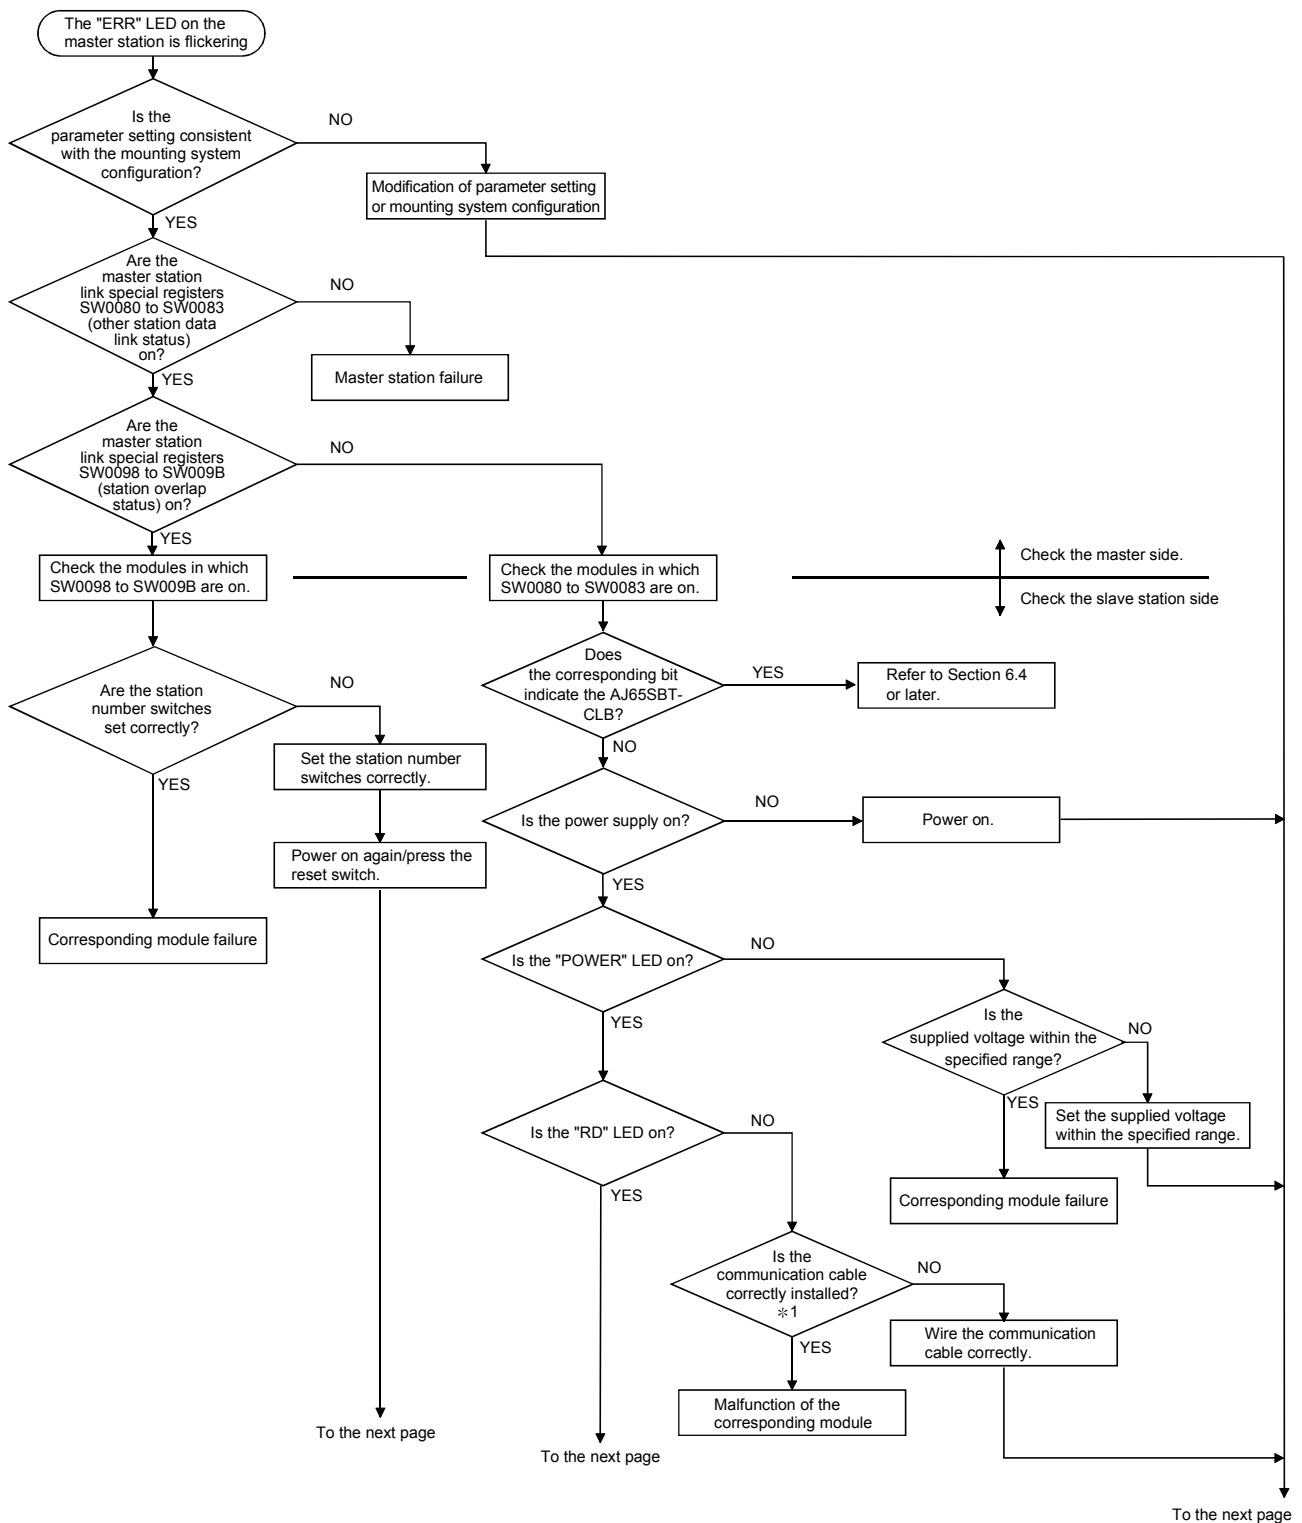 The "ERR" LED on the
master station is flickering
Is the
parameter setting consistent
with the mounting system
configuration?
NO
Modification of parameter setting
or mounting system configuration
YES
Are the
master station
link special registers
SW0080 to SW0083
(other station data
link status)
on?
NO
Master station failure
YES
Are the
master station
link special registers
SW0098 to SW009B
(station overlap
status) on?
NO
YES
Check the modules in which
SW0098 to SW009B are on.
Check the modules in which
SW0080 to SW0083 are on.
Check the master side.
Check the slave station side
Are the station
number switches
set correctly?
NO
Set the station number
switches correctly.
Power on again/press the
reset switch.
To the next page
YES
Corresponding module failure
Does
the corresponding bit
indicate the AJ65SBT-
CLB?
YES
Refer to Section 6.4
or later.
NO
Is the power supply on?
NO
Power on.
YES
Is the "POWER" LED on?
NO
Is the
supplied voltage within the
specified range?
NO
Set the supplied voltage
within the specified range.
YES
Corresponding module failure
YES
Is the "RD" LED on?
NO
Is the
communication cable
correctly installed?
＊1
NO
Wire the communication
cable correctly.
YES
Malfunction of the
corresponding module
YES
To the next page
To the next page